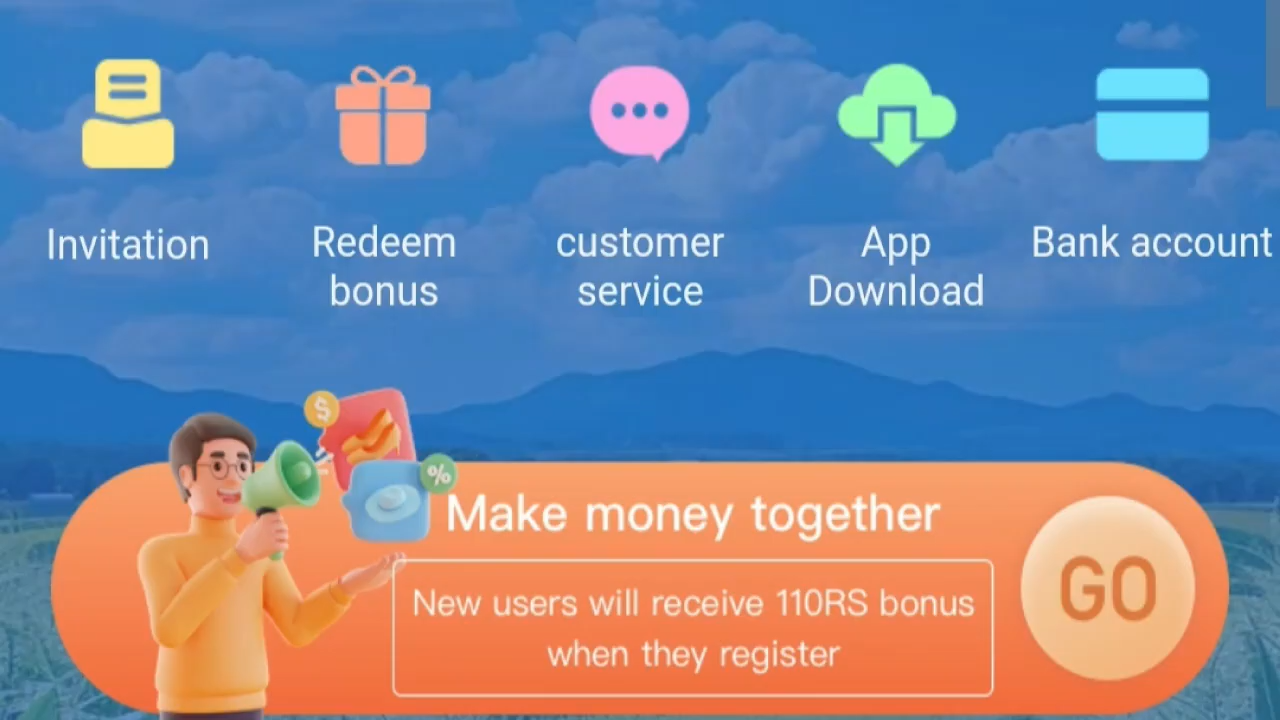 Invitation
Redeem
bonus
customer
service
App
Download
Bank account
$
%
Make money together
New users will receive 110RS bonus
when they register
GO